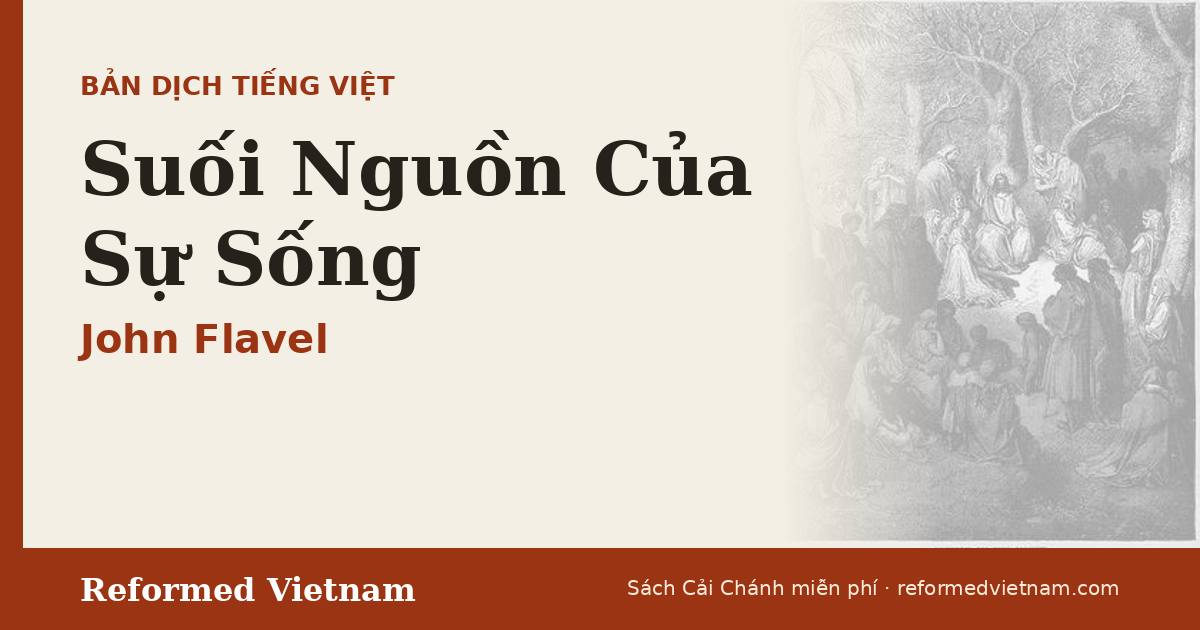 BẢN DỊCH TIẾNG VIỆT
Suối Nguồn Của
Sự Sống
John Flavel
Reformed Vietnam
Sách Cải Chánh miễn phí · reformedvietnam.com